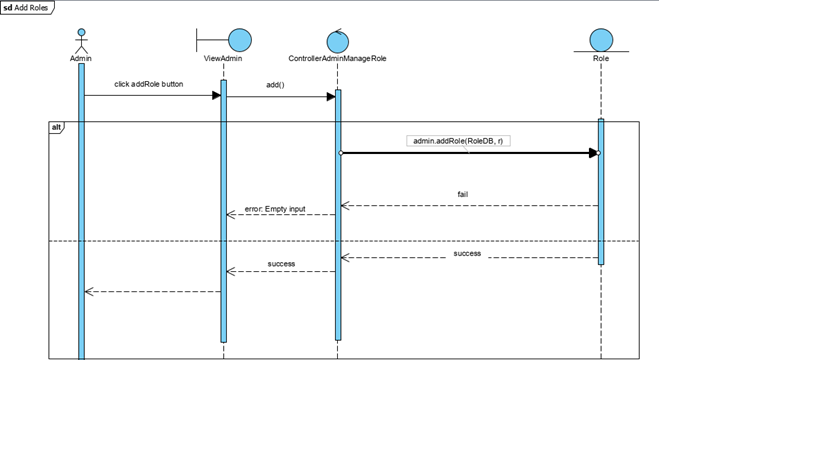 sd Add Roles
Admin
ViewAdmin
ControllerAdminManageRole
Role
click addRole button
add()
alt
admin.addRole(RoleDB, r)
fail
error: Empty input
success
success